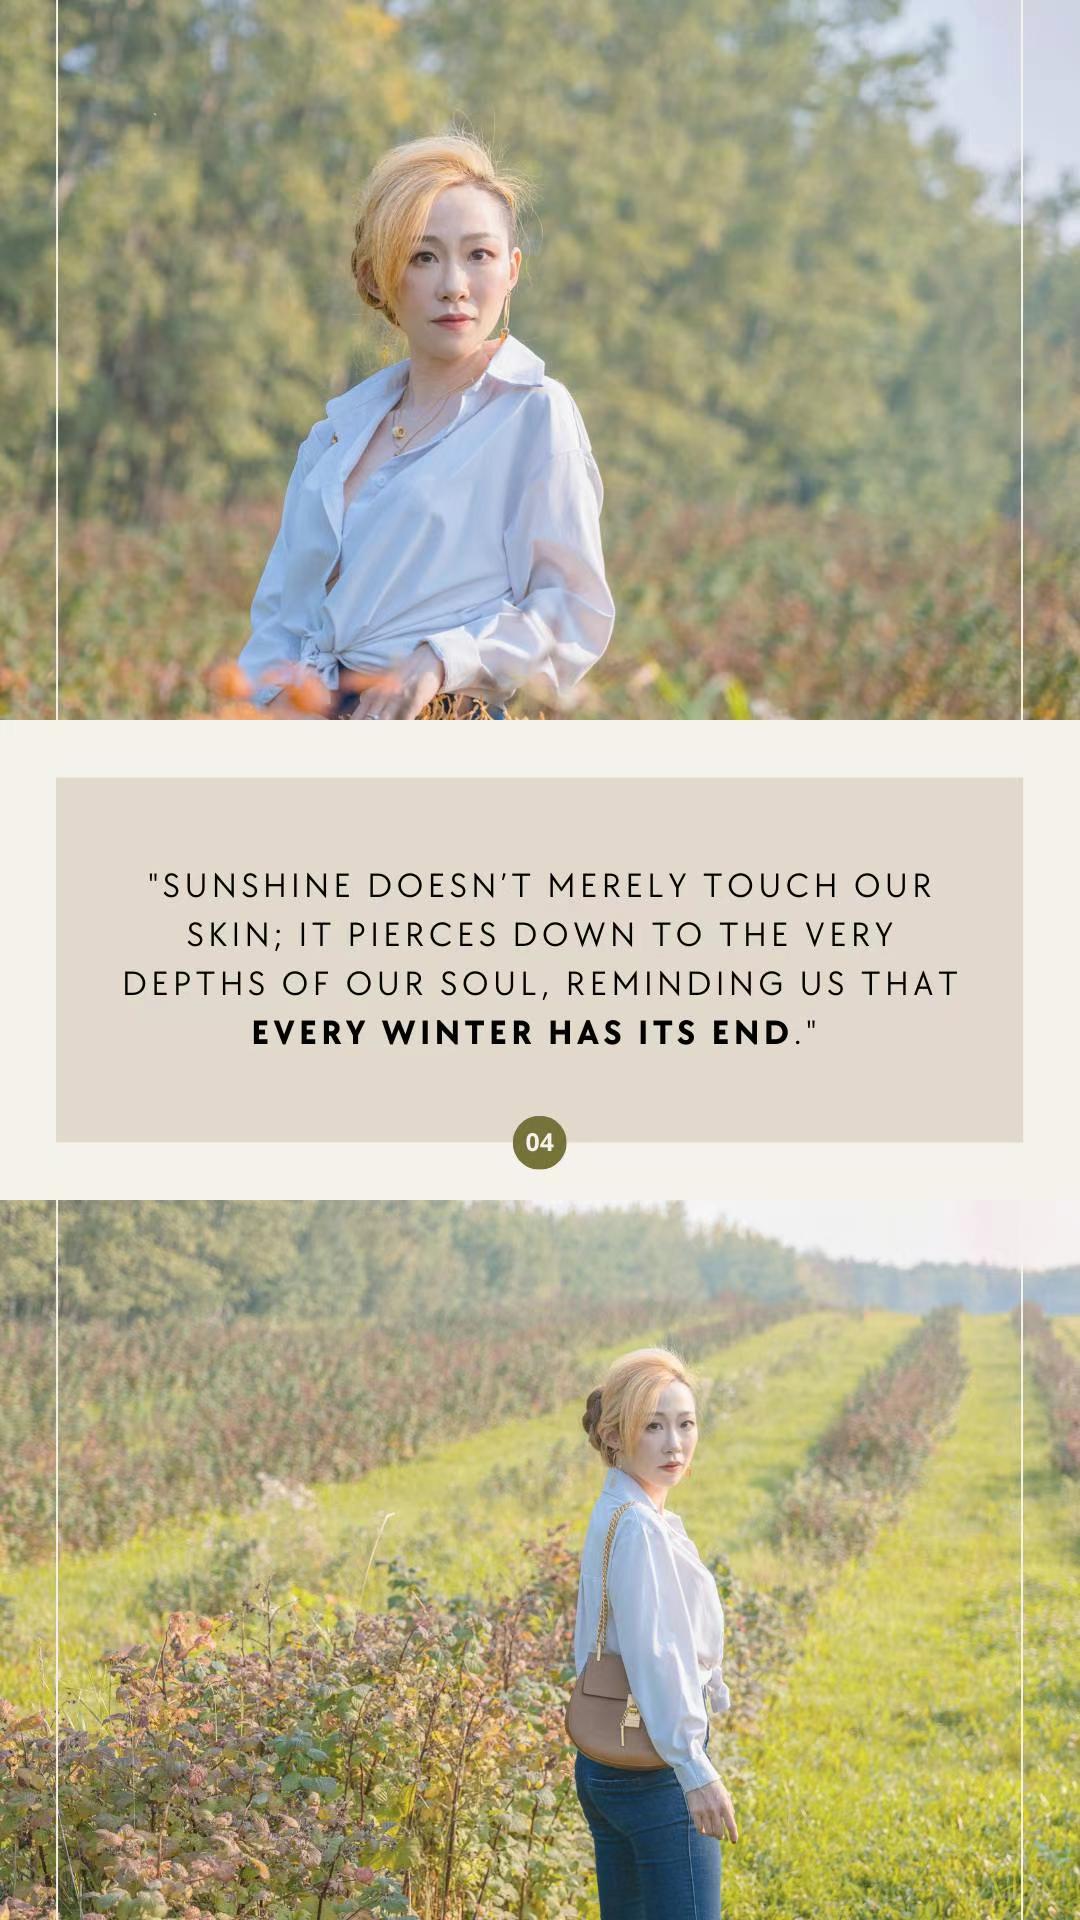 "SUNSHINE DOESN’T MERELY TOUCH OUR
SKIN; IT PIERCES DOWN TO THE VERY
DEPTHS OF OUR SOUL, REMINDING US THAT
EVERY WINTER HAS ITS END."
04